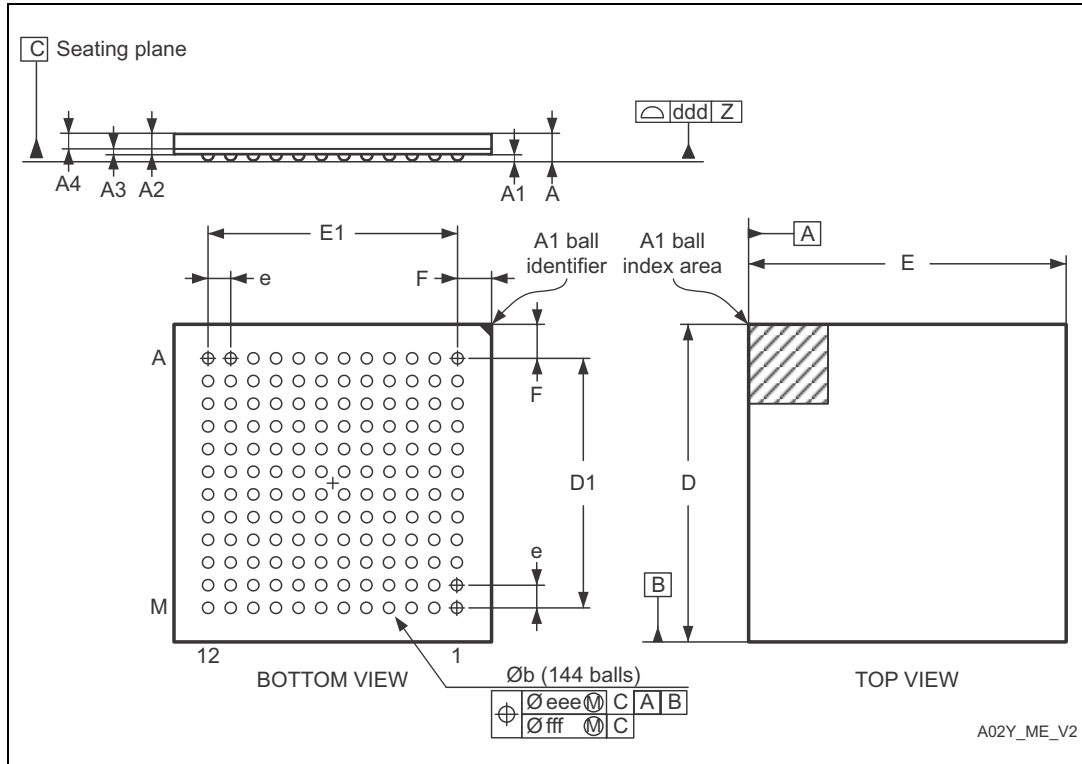 C Seating plane
ddd Z
A4 A3 A2 A1 A
E1
A1 ball
identifier
A1 ball
index area
A
E
e
F
A
F
D1
D
e
B
M
12
1
BOTTOM VIEW
Øb (144 balls)
TOP VIEW
Ø eee Ⓜ C A B
Ø fff Ⓜ C
A02Y_ME_V2